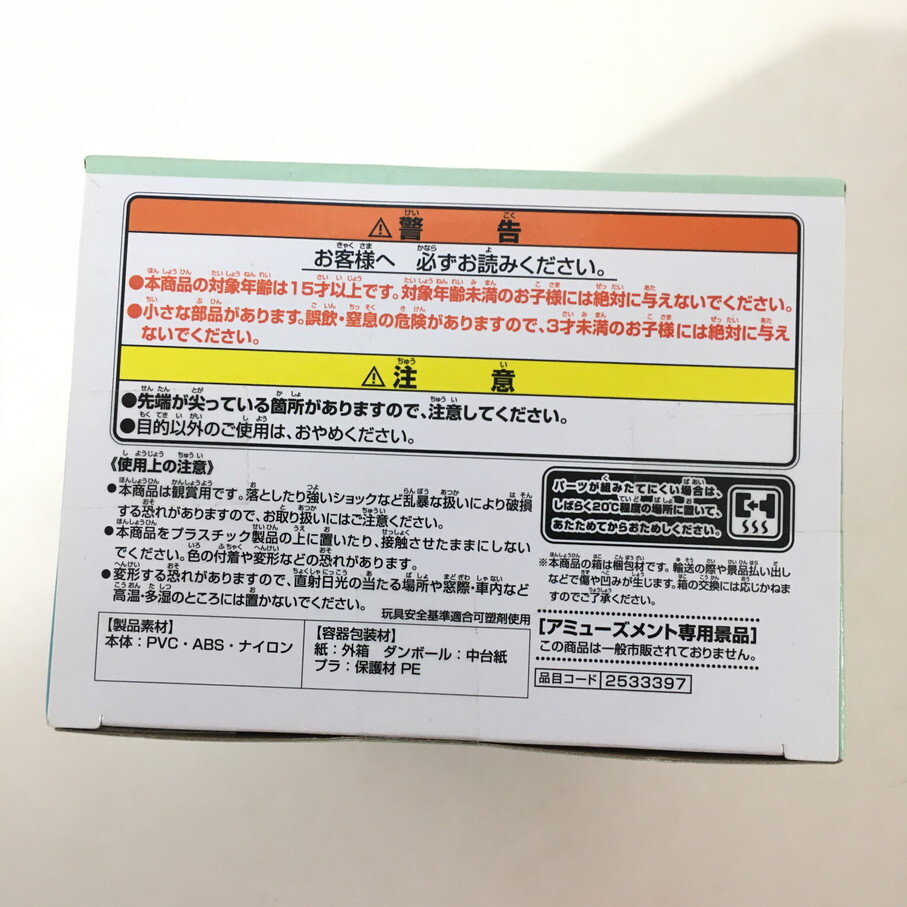 ⚠警告
お客様へ 必ずお読みください。
●本商品の対象年齢は15才以上です。対象年齢未満のお子様には絶対に与えないでください。
●小さな部品があります。誤飲・窒息の危険がありますので、3才未満のお子様には絶対に与え
ないでください。
⚠注意
●先端が尖っている箇所がありますので、注意してください。
●目的以外のご使用は、おやめください。
《使用上の注意》
●本商品は観賞用です。落としたり強いショックなど乱暴な扱いにより破損
する恐れがありますので、お取り扱いにはご注意ください。
●本商品をプラスチック製品の上に置いたり、接触させたままにしない
でください。色の付着や変形などの恐れがあります。
●変形する恐れがありますので、直射日光の当たる場所や窓際・車内など
高温・多湿のところには置かないでください。
玩具安全基準適合可塑剤使用
【製品素材】
本体：PVC・ABS・ナイロン
【容器包装材】
紙：外箱 ダンボール：中台紙
プラ：保護材 PE
パーツが組みたてにくい場合は、
しばらく20℃程度の場所に置いて、
あたためてからおためしください。
※本商品の箱は梱包材です。輸送の際や景品払い出し
などで傷や凹みが生じます。箱の交換には応じかねま
すのでご了承ください。
[アミューズメント専用景品]
この商品は一般市販されておりません。
品目コード 2533397